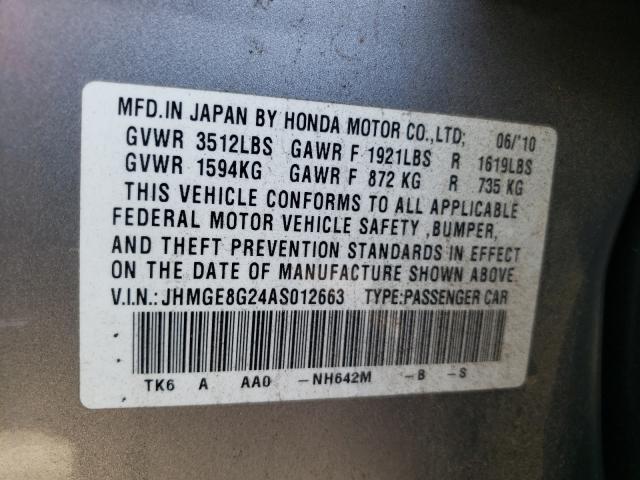 MFD.IN JAPAN BY HONDA MOTOR CO.,LTD; 06/'10
GVWR 3512LBS GAWR F 1921LBS R 1619LBS
GVWR 1594KG GAWR F 872 KG R 735 KG
THIS VEHICLE CONFORMS TO ALL APPLICABLE
FEDERAL MOTOR VEHICLE SAFETY ,BUMPER,
AND THEFT PREVENTION STANDARDS IN EFFECT
ON THE DATE OF MANUFACTURE SHOWN ABOVE.
V.I.N.:JHMGE8G24AS012663 TYPE:PASSENGER CAR
TK6 A AA0 -NH642M -B -S